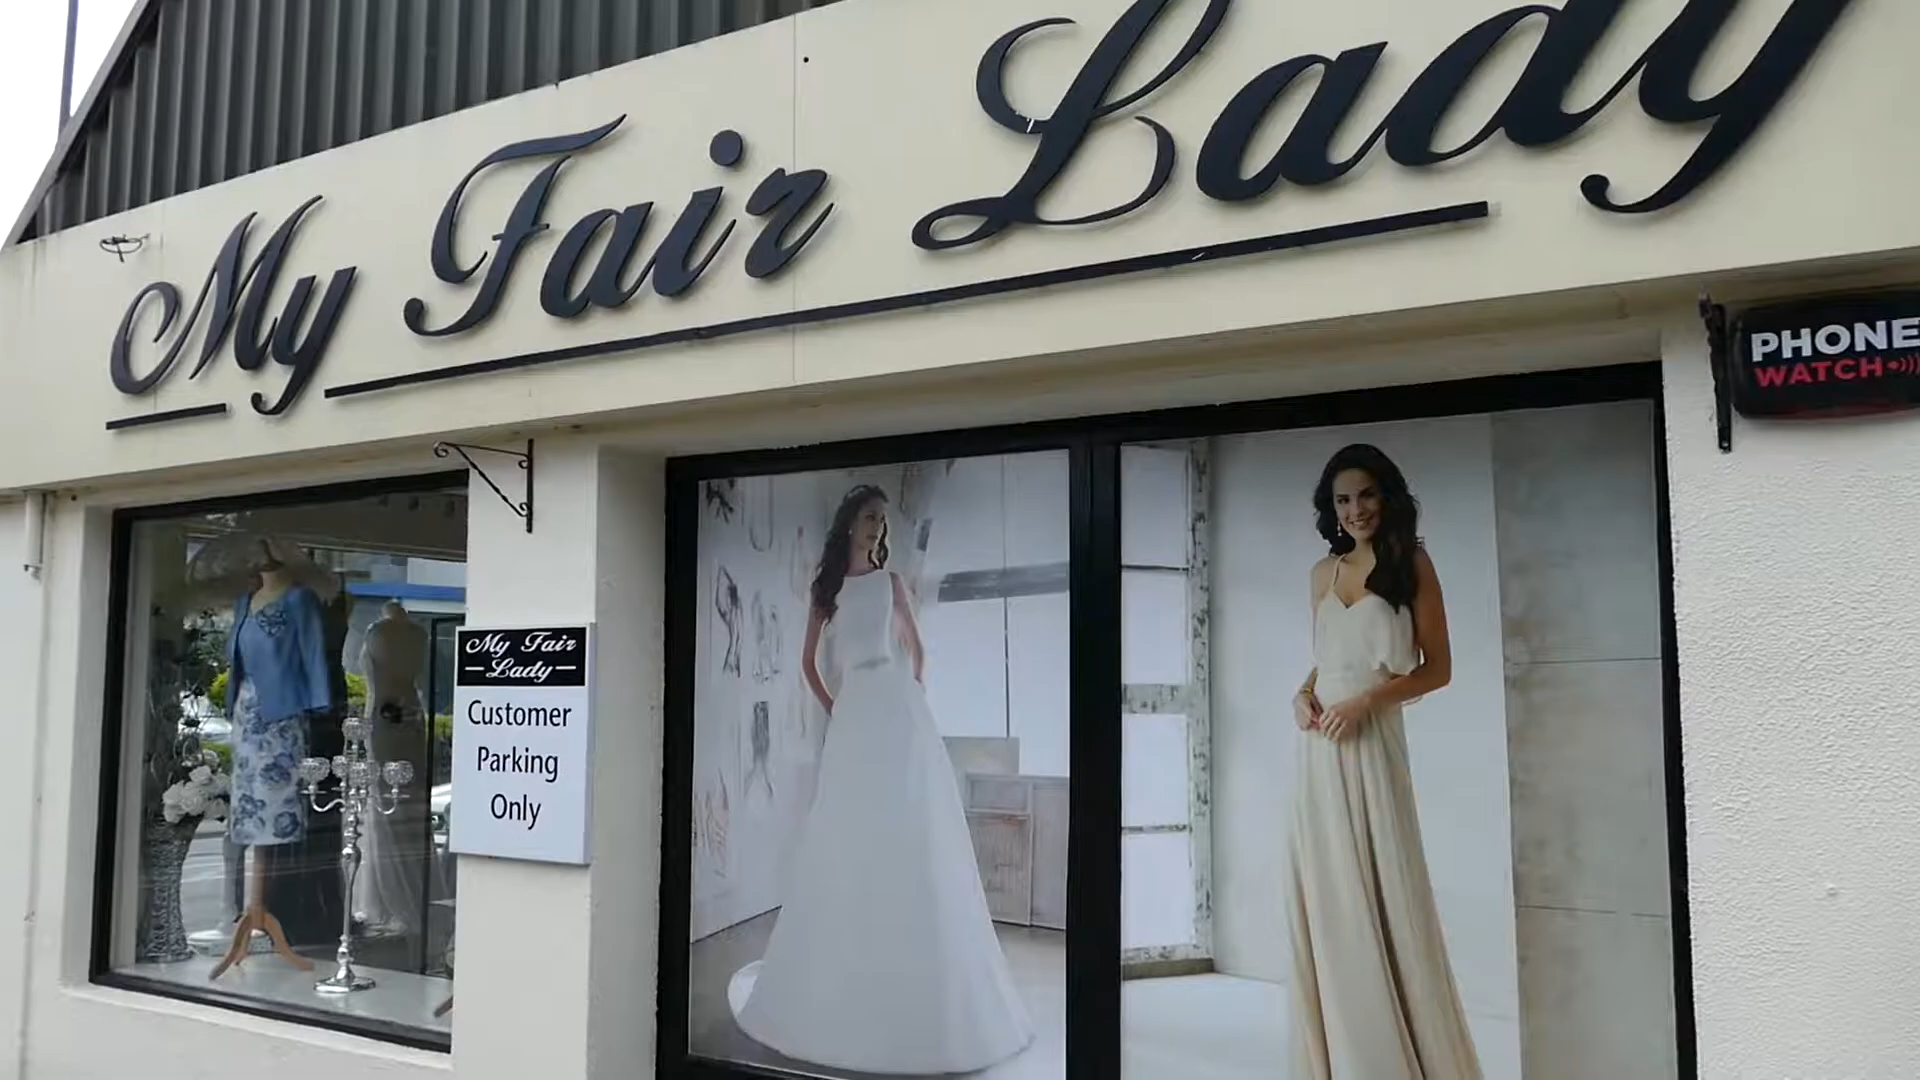 My Fair Lady
PHONE
WATCH
My Fair
Lady
Customer
Parking
Only